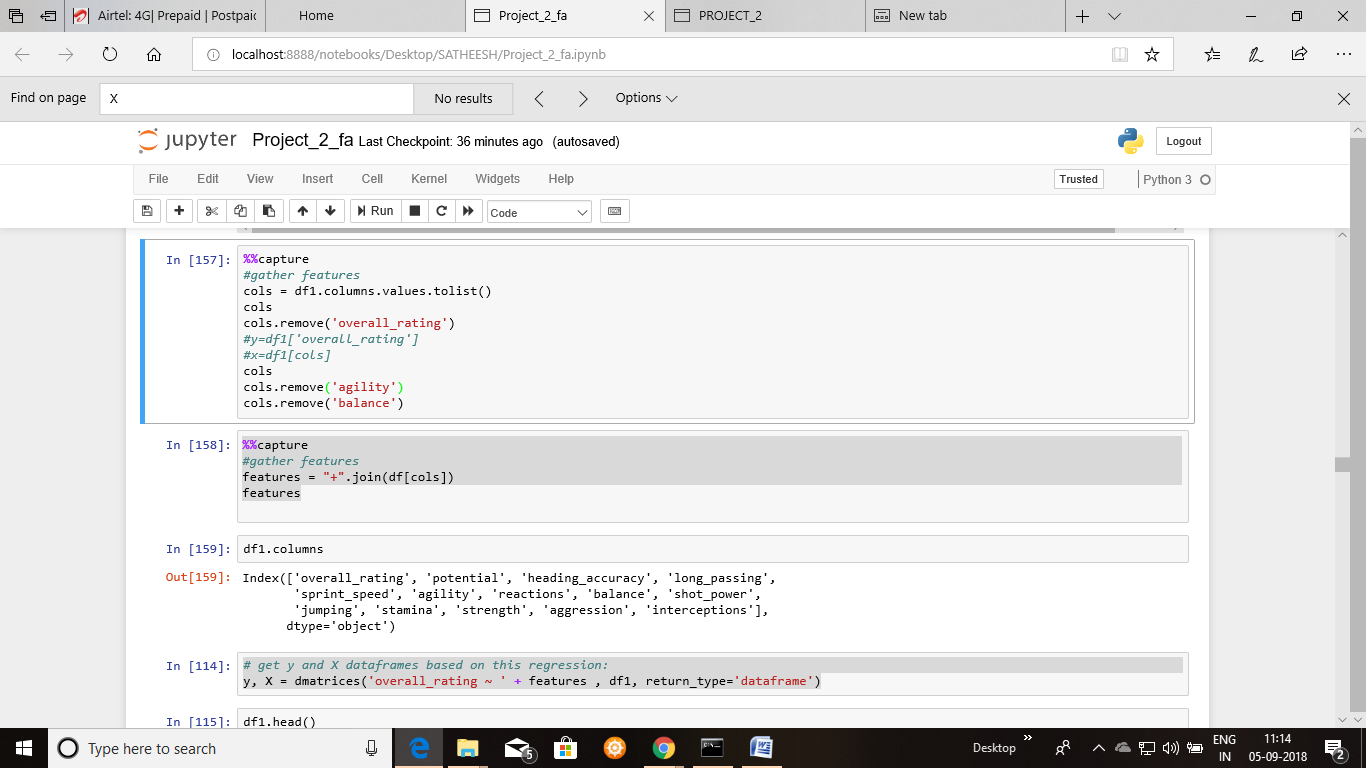 Airtel: 4G| Prepaid | Postpaid
Home
Project_2_fa
PROJECT_2
New tab
localhost:8888/notebooks/Desktop/SATHEESH/Project_2_fa.ipynb
Find on page
X
No results
Options
jupyter
Project_2_fa Last Checkpoint: 36 minutes ago (autosaved)
Logout
File Edit View Insert Cell Kernel Widgets Help
Trusted
Python 3
Run
Code
In [157]:
%%capture
#gather features
cols = df1.columns.values.tolist()
cols
cols.remove('overall_rating')
#y=df1['overall_rating']
#x=df1[cols]
cols
cols.remove('agility')
cols.remove('balance')
In [158]:
%%capture
#gather features
features = "+".join(df[cols])
features
In [159]: df1.columns
Out[159]: Index(['overall_rating', 'potential', 'heading_accuracy', 'long_passing',
'sprint_speed', 'agility', 'reactions', 'balance', 'shot_power',
'jumping', 'stamina', 'strength', 'aggression', 'interceptions'],
dtype='object')
In [114]:
# get y and X dataframes based on this regression:
y, X = dmatrices('overall_rating ~ ' + features , df1, return_type='dataframe')
In [115]: df1.head()
Type here to search
5
Desktop
ENG
IN
11:14
05-09-2018
2